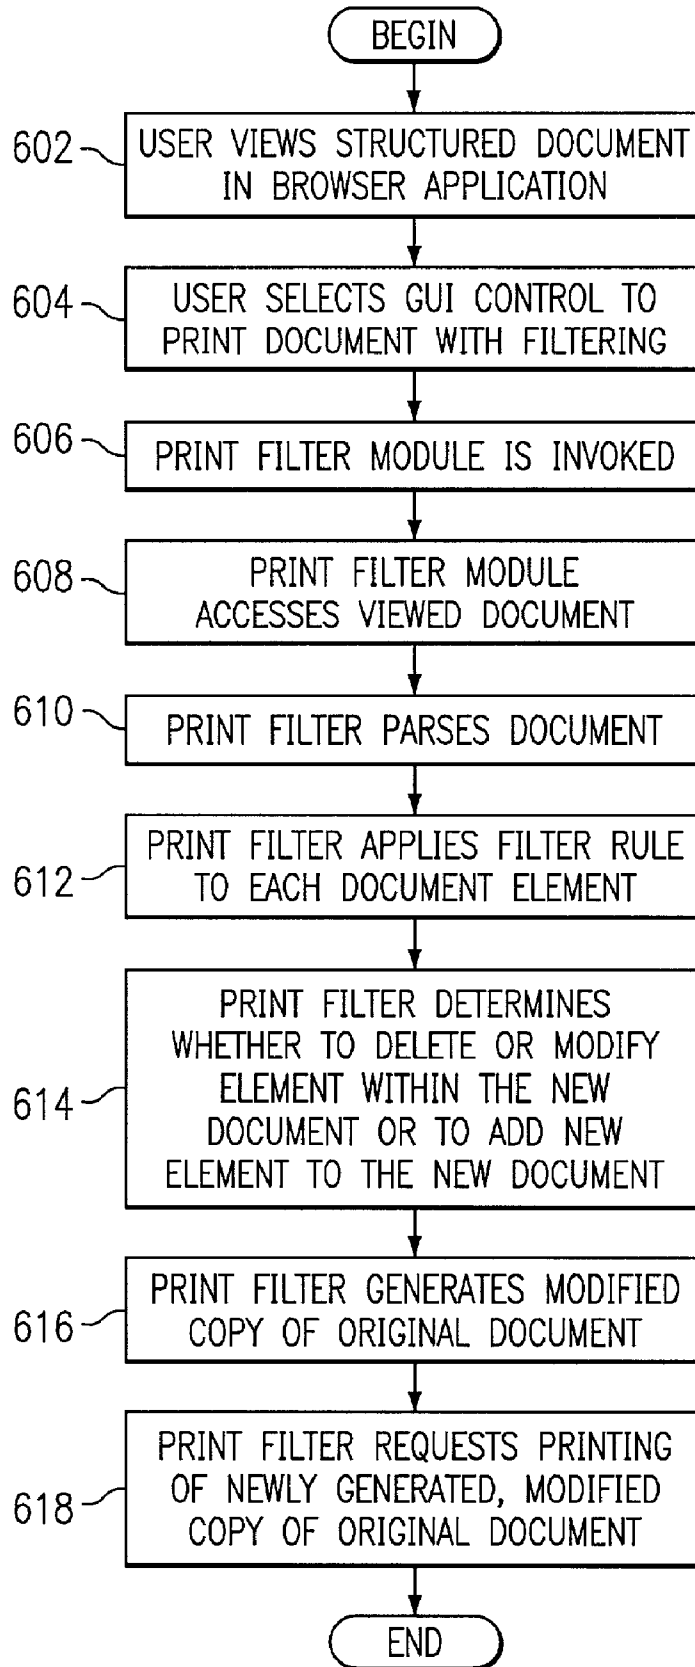 BEGIN
602
USER VIEWS STRUCTURED DOCUMENT
IN BROWSER APPLICATION
604
USER SELECTS GUI CONTROL TO
PRINT DOCUMENT WITH FILTERING
606
PRINT FILTER MODULE IS INVOKED
608
PRINT FILTER MODULE
ACCESSES VIEWED DOCUMENT
610
PRINT FILTER PARSES DOCUMENT
612
PRINT FILTER APPLIES FILTER RULE
TO EACH DOCUMENT ELEMENT
614
PRINT FILTER DETERMINES
WHETHER TO DELETE OR MODIFY
ELEMENT WITHIN THE NEW
DOCUMENT OR TO ADD NEW
ELEMENT TO THE NEW DOCUMENT
616
PRINT FILTER GENERATES MODIFIED
COPY OF ORIGINAL DOCUMENT
618
PRINT FILTER REQUESTS PRINTING
OF NEWLY GENERATED, MODIFIED
COPY OF ORIGINAL DOCUMENT
END